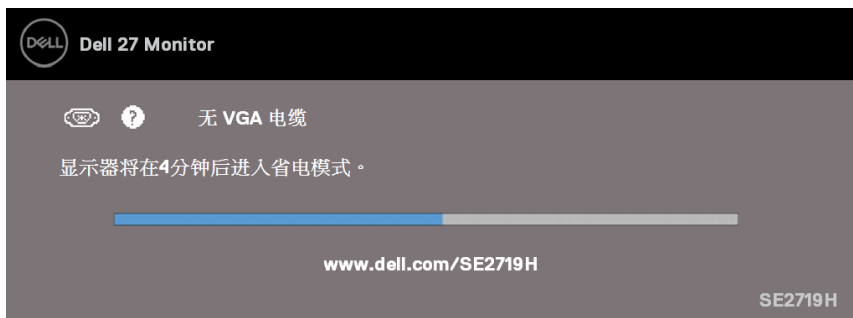 DELL Dell 27 Monitor
? 无 VGA 电缆
显示器将在4分钟后进入省电模式。
www.dell.com/SE2719H
SE2719H